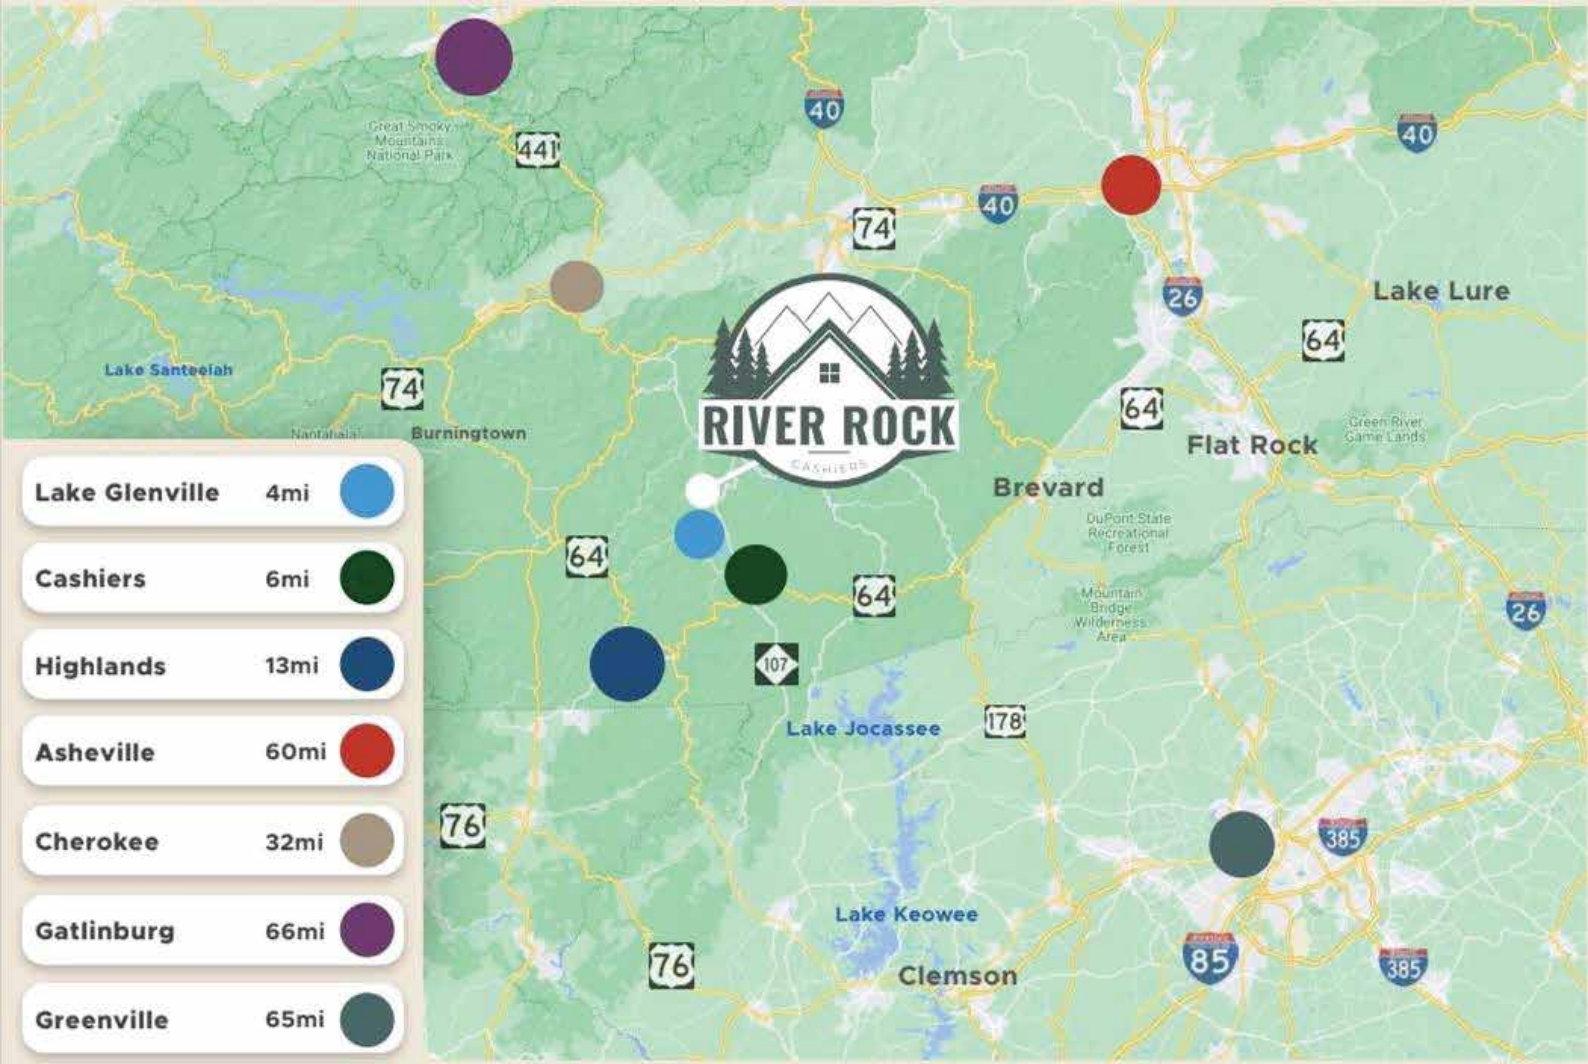 Great Smoky
Mountains
National Park
441
40
40
40
74
26
Lake Lure
64
Lake Santeelah
74
64
Green River
Game Lands
Nantahala
Burningtown
Flat Rock
RIVER ROCK
CASHIERS
Brevard
DuPont State
Recreational
Forest
Lake Glenville 4mi
Cashiers 6mi
Highlands 13mi
Asheville 60mi
Cherokee 32mi
Gatlinburg 66mi
Greenville 65mi
64
64
Mountain
Bridge
Wilderness
Area
26
107
Lake Jocassee
178
76
385
Lake Keowee
76
Clemson
85
385